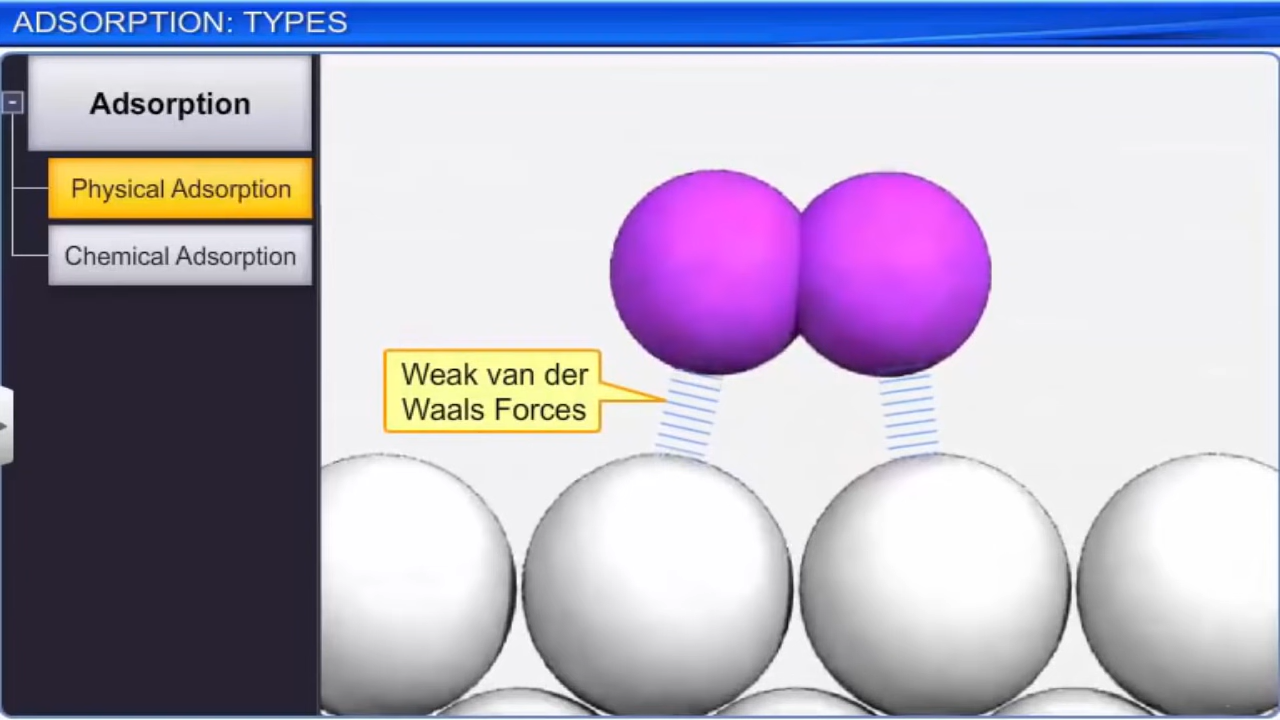 ADSORPTION: TYPES
Adsorption
Physical Adsorption
Chemical Adsorption
Weak van der
Waals Forces